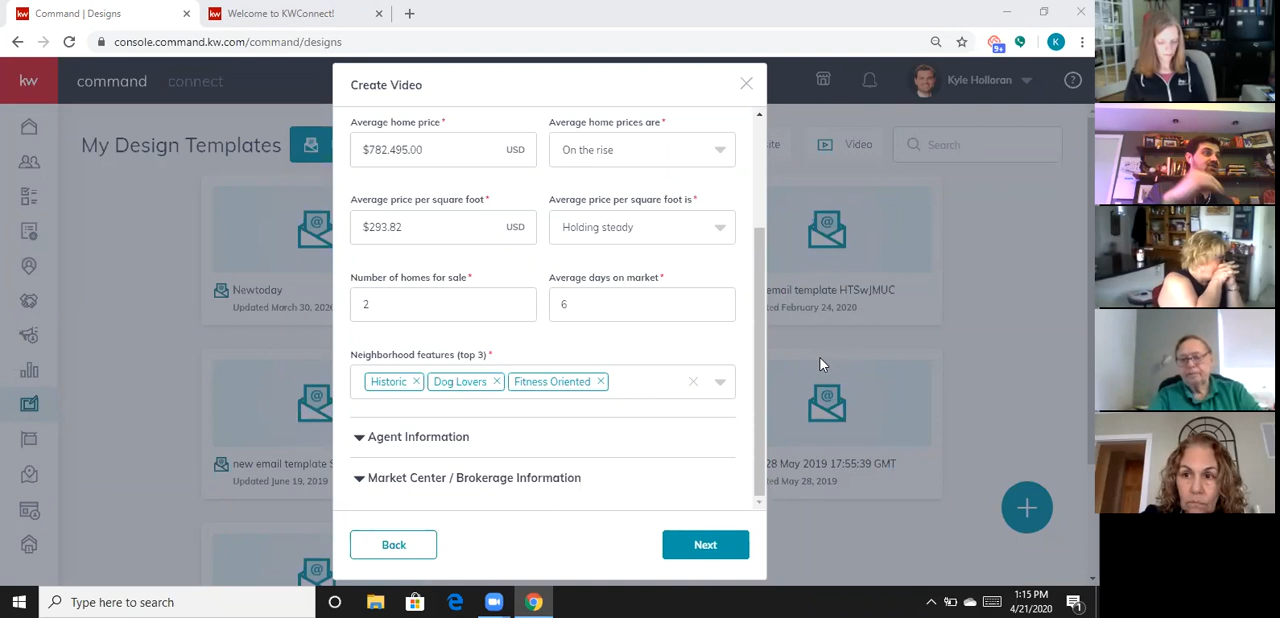 Command | Designs
Welcome to KWConnect!
console.command.kw.com/command/designs
9+
K
kw
command
connect
Kyle Holloran
My Design Templates
Video
Search
Newtoday
Updated March 30, 202
email template HTSwJMUC
ed February 24, 2020
new email template S
Updated June 19, 2019
28 May 2019 17:55:39 GMT
ed May 28, 2019
Create Video
Average home price*
Average home prices are*
$782,495.00
USD
On the rise
Average price per square foot*
Average price per square foot is*
$293.82
USD
Holding steady
Number of homes for sale*
Average days on market*
2
6
Neighborhood features (top 3) *
Historic
Dog Lovers
Fitness Oriented
Agent Information
Market Center / Brokerage Information
Back
Next
Type here to search
1:15 PM
4/21/2020
1